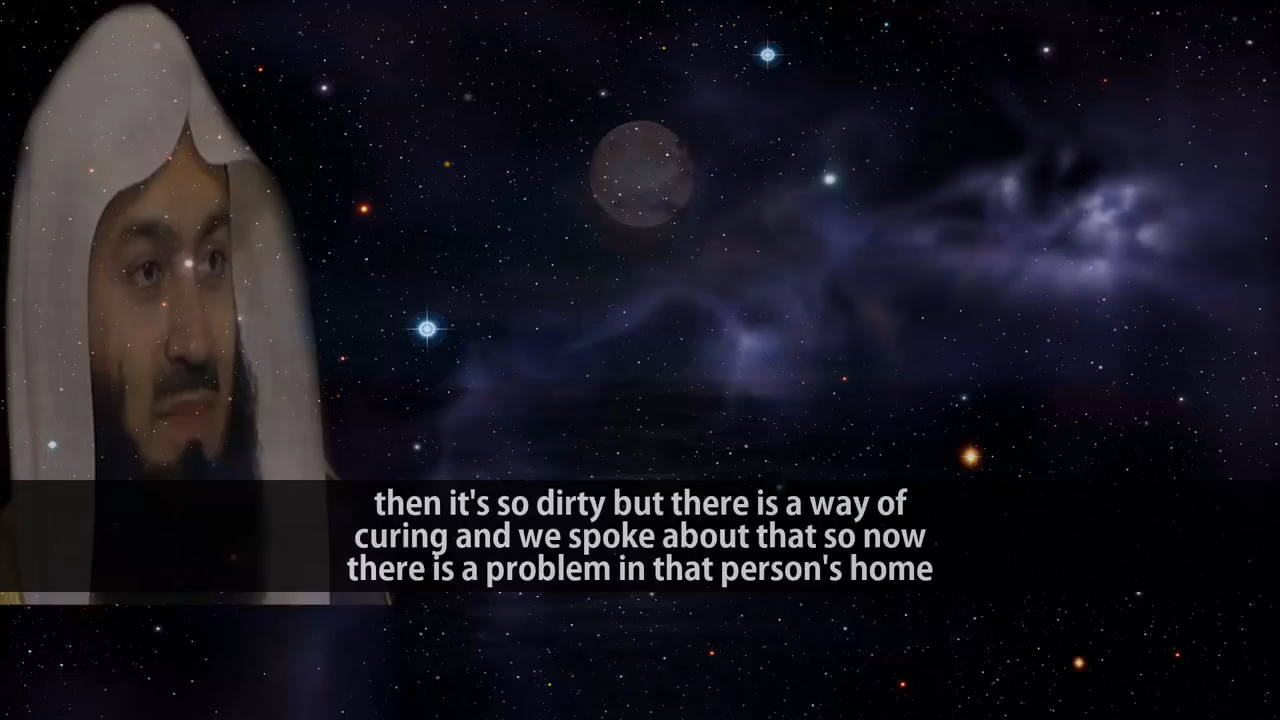 then it's so dirty but there is a way of
curing and we spoke about that so now
there is a problem in that person's home